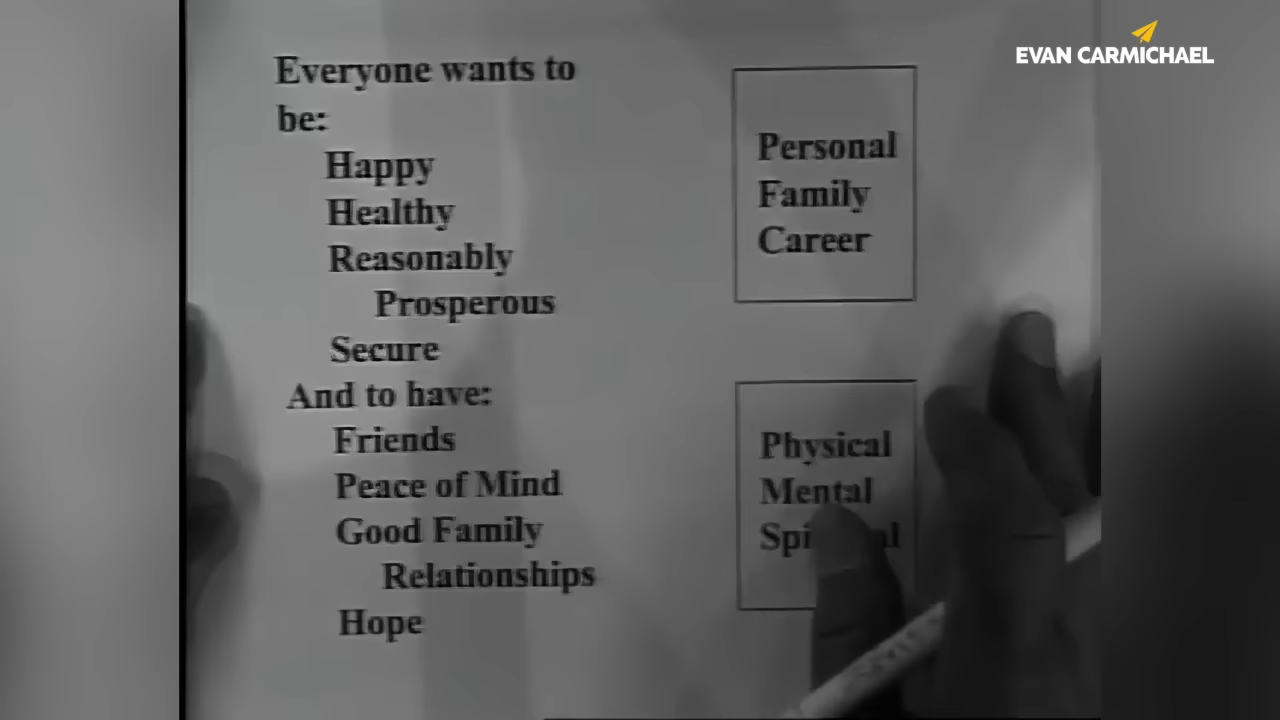 EVAN CARMICHAEL
Everyone wants to
be:
Happy
Healthy
Reasonably
Prosperous
Secure
And to have:
Friends
Peace of Mind
Good Family
Relationships
Hope
Personal
Family
Career
Physical
Mental